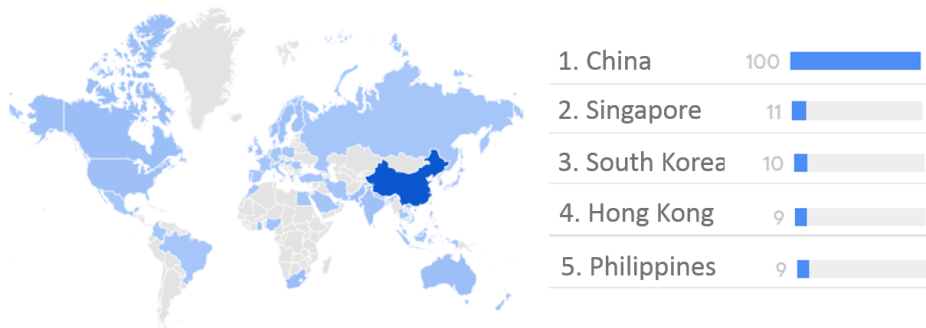 1. China 100
2. Singapore 11
3. South Korea 10
4. Hong Kong 9
5. Philippines 9